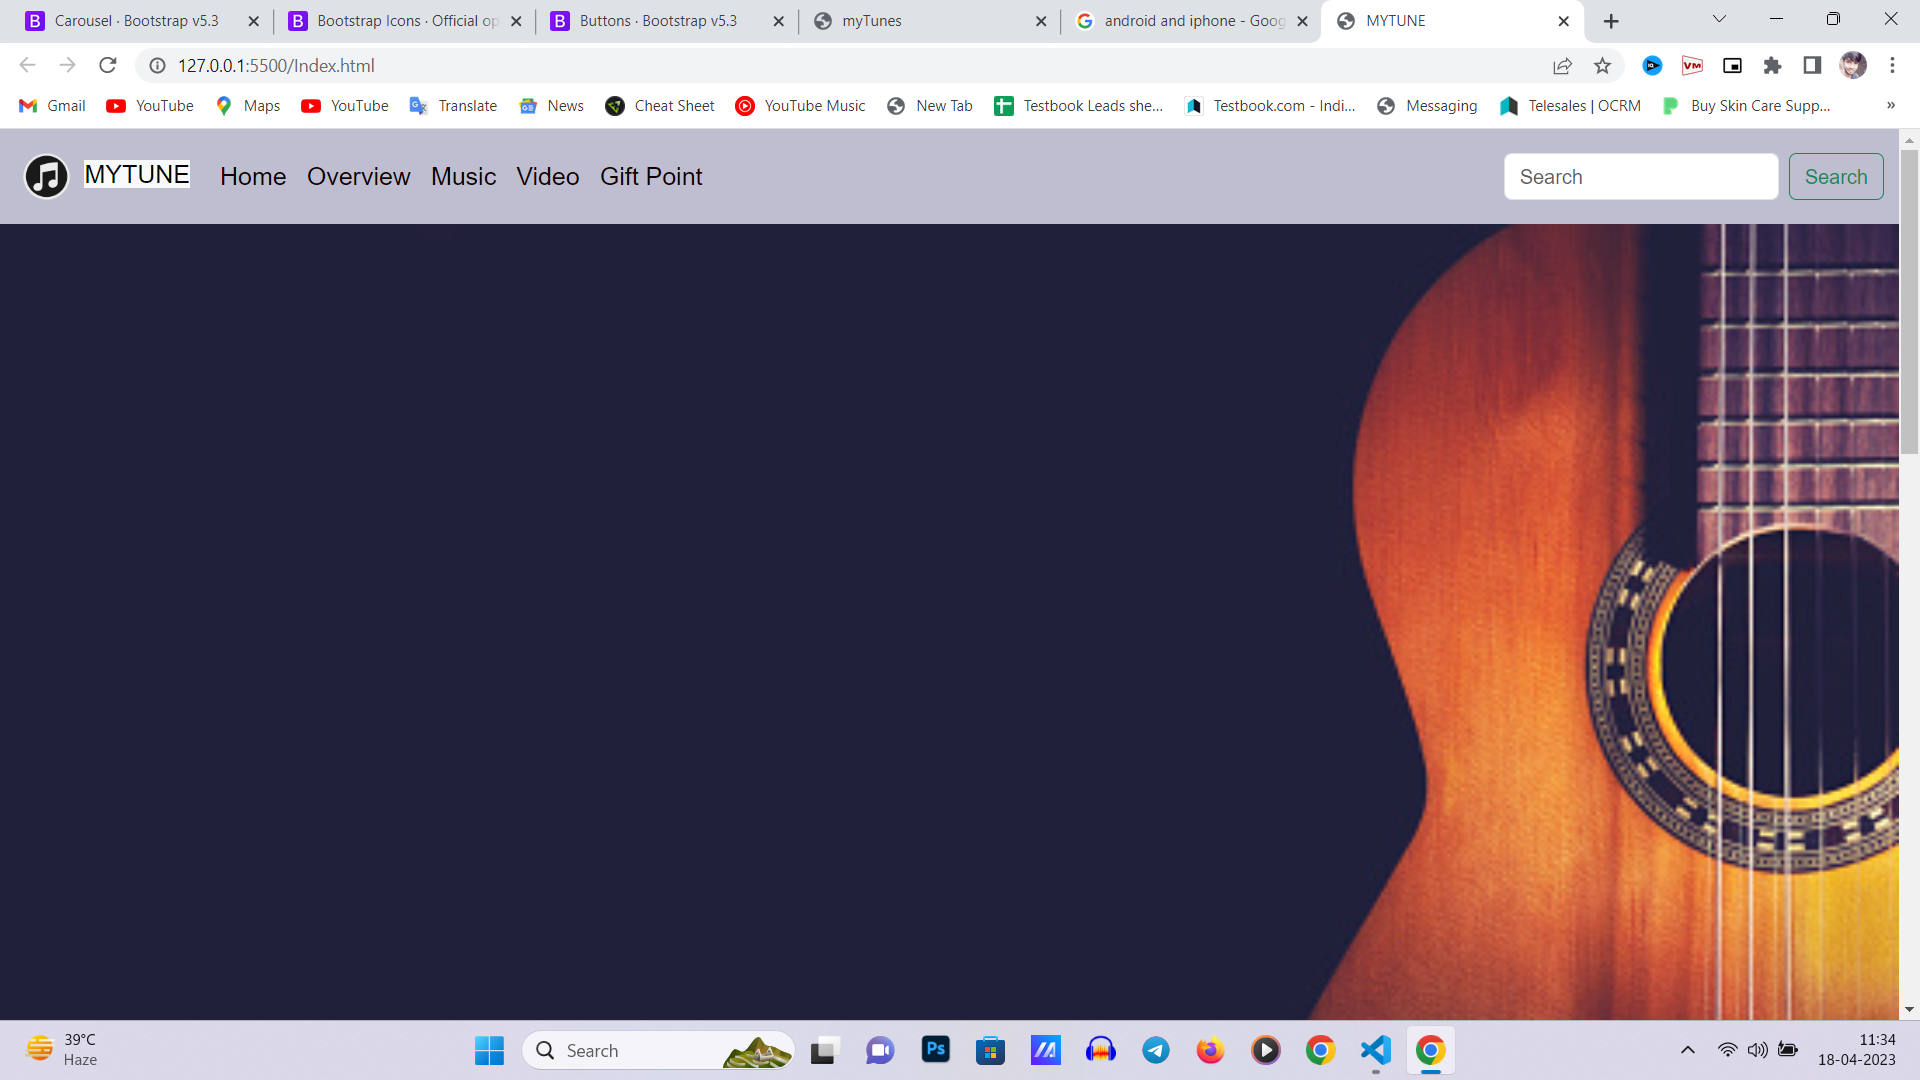 Carousel · Bootstrap v5.3
Bootstrap Icons · Official op
Buttons · Bootstrap v5.3
myTunes
android and iphone - Goog
MYTUNE
127.0.0.1:5500/Index.html
Gmail YouTube Maps YouTube Translate News Cheat Sheet YouTube Music New Tab Testbook Leads she... Testbook.com - Indi... Messaging Telesales | OCRM Buy Skin Care Supp... »
MYTUNE Home Overview Music Video Gift Point Search Search
39°C
Haze
Search
Ps
11:34
18-04-2023